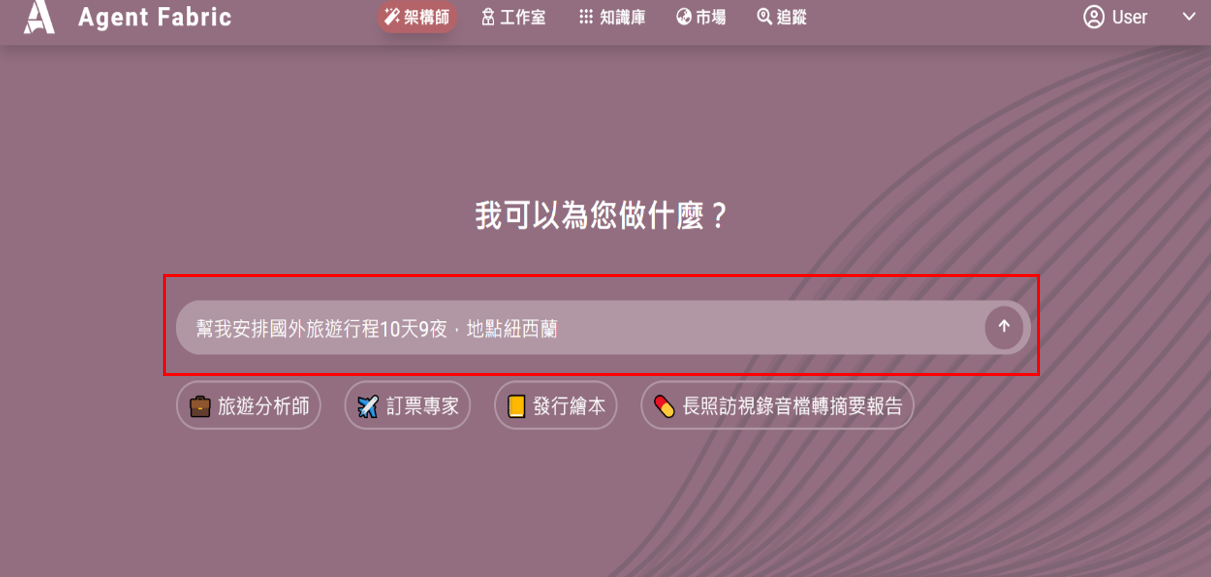 Agent Fabric 架構師 工作室 知識庫 市場 追蹤 User
我可以為您做什麼？
幫我安排國外旅遊行程10天9夜，地點紐西蘭
旅遊分析師 訂票專家 發行繪本 長照訪視錄音檔轉摘要報告